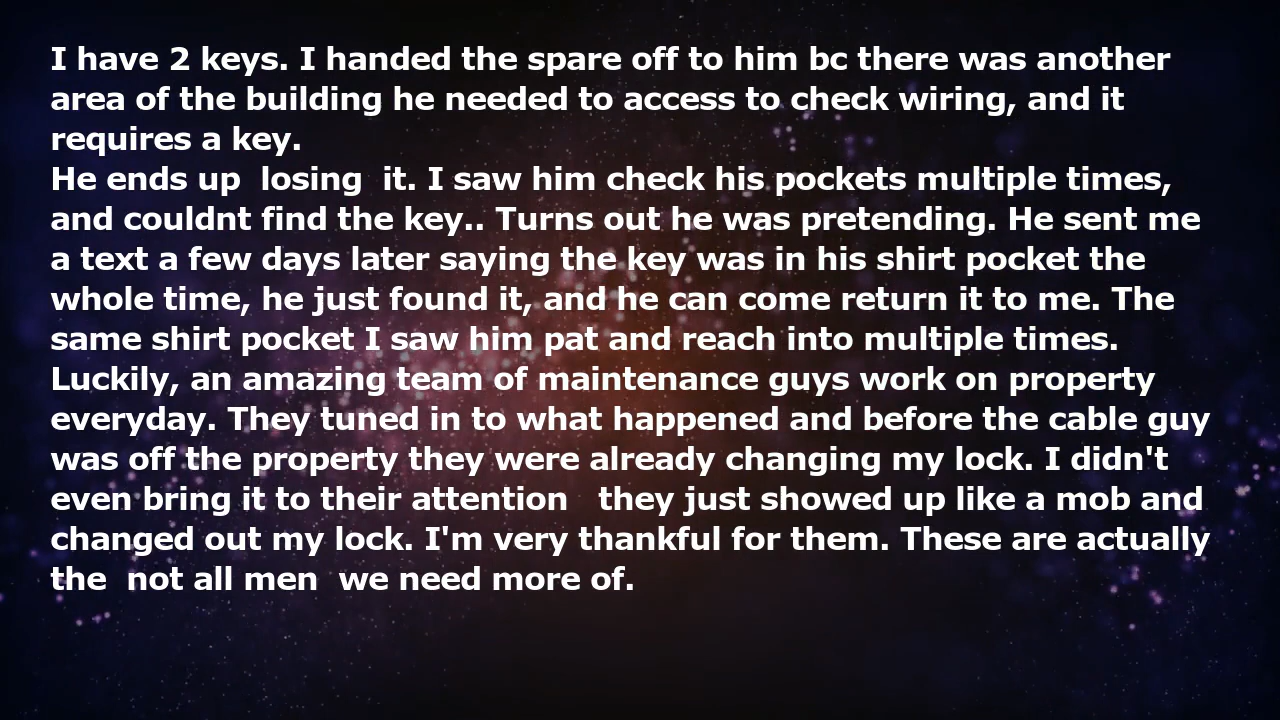 I have 2 keys. I handed the spare off to him bc there was another
area of the building he needed to access to check wiring, and it
requires a key.
He ends up  losing  it. I saw him check his pockets multiple times,
and couldnt find the key.. Turns out he was pretending. He sent me
a text a few days later saying the key was in his shirt pocket the
whole time, he just found it, and he can come return it to me. The
same shirt pocket I saw him pat and reach into multiple times.
Luckily, an amazing team of maintenance guys work on property
everyday. They tuned in to what happened and before the cable guy
was off the property they were already changing my lock. I didn't
even bring it to their attention   they just showed up like a mob and
changed out my lock. I'm very thankful for them. These are actually
the  not all men  we need more of.